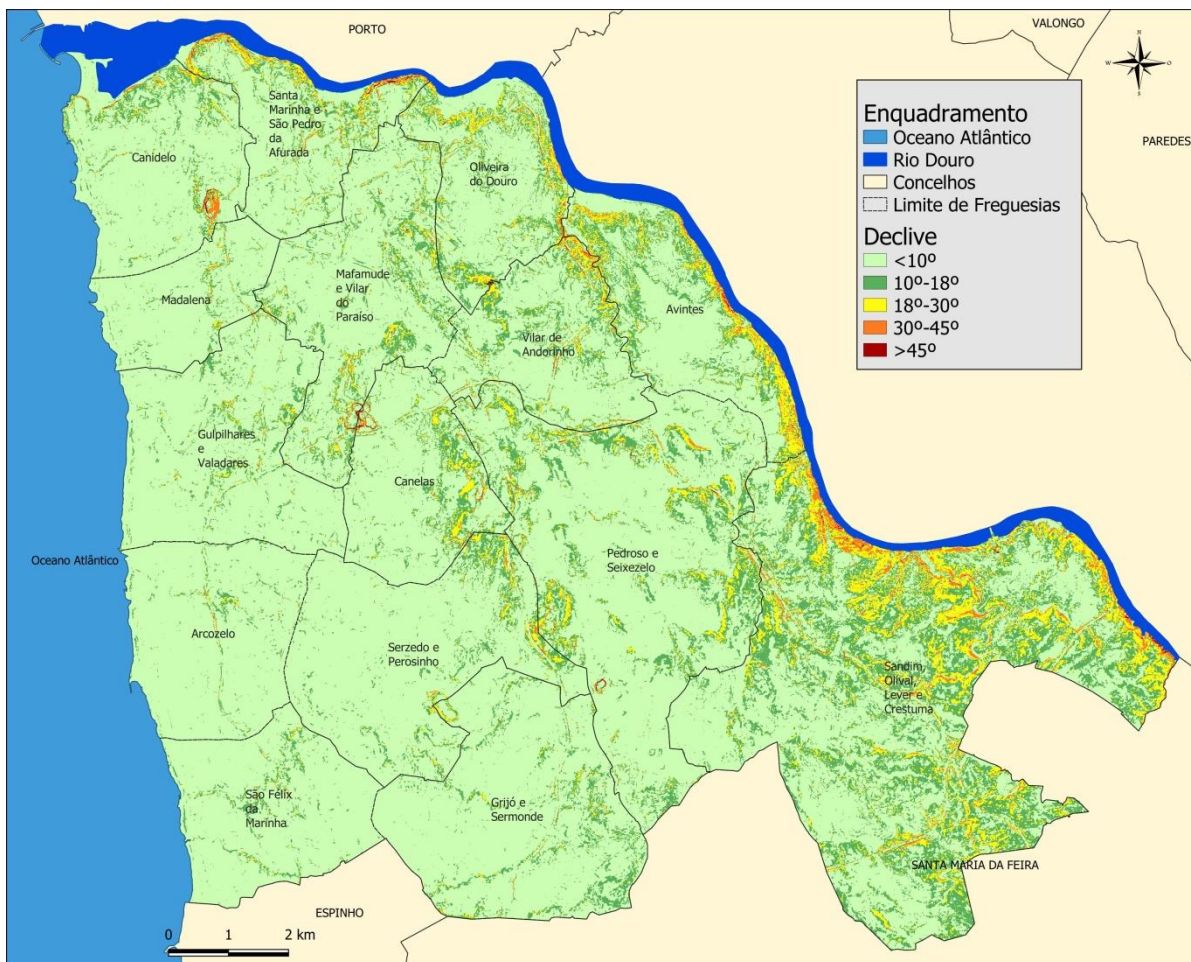 PORTO
VALONGO
N
W
O
S
PAREDES
Enquadramento
Oceano Atlântico
Rio Douro
Concelhos
Limite de Freguesias
Declive
<10º
10º-18º
18º-30º
30º-45º
>45º
Santa
Marinha e
São Pedro
da
Afurada
Canidelo
Oliveira
do Douro
Madalena
Mafamude
e Vilar
do
Paraíso
Avintes
Vilar de
Andorinho
Gulpilhares
e
Valadares
Canelas
Oceano Atlântico
Pedroso e
Seixezelo
Arcozelo
Serzedo e
Perosinho
Sandim,
Olival,
Lever e
Crestuma
São Félix
da
Marinha
Grijó e
Sermonde
SANTA MARIA DA FEIRA
ESPINHO
0 1 2 km